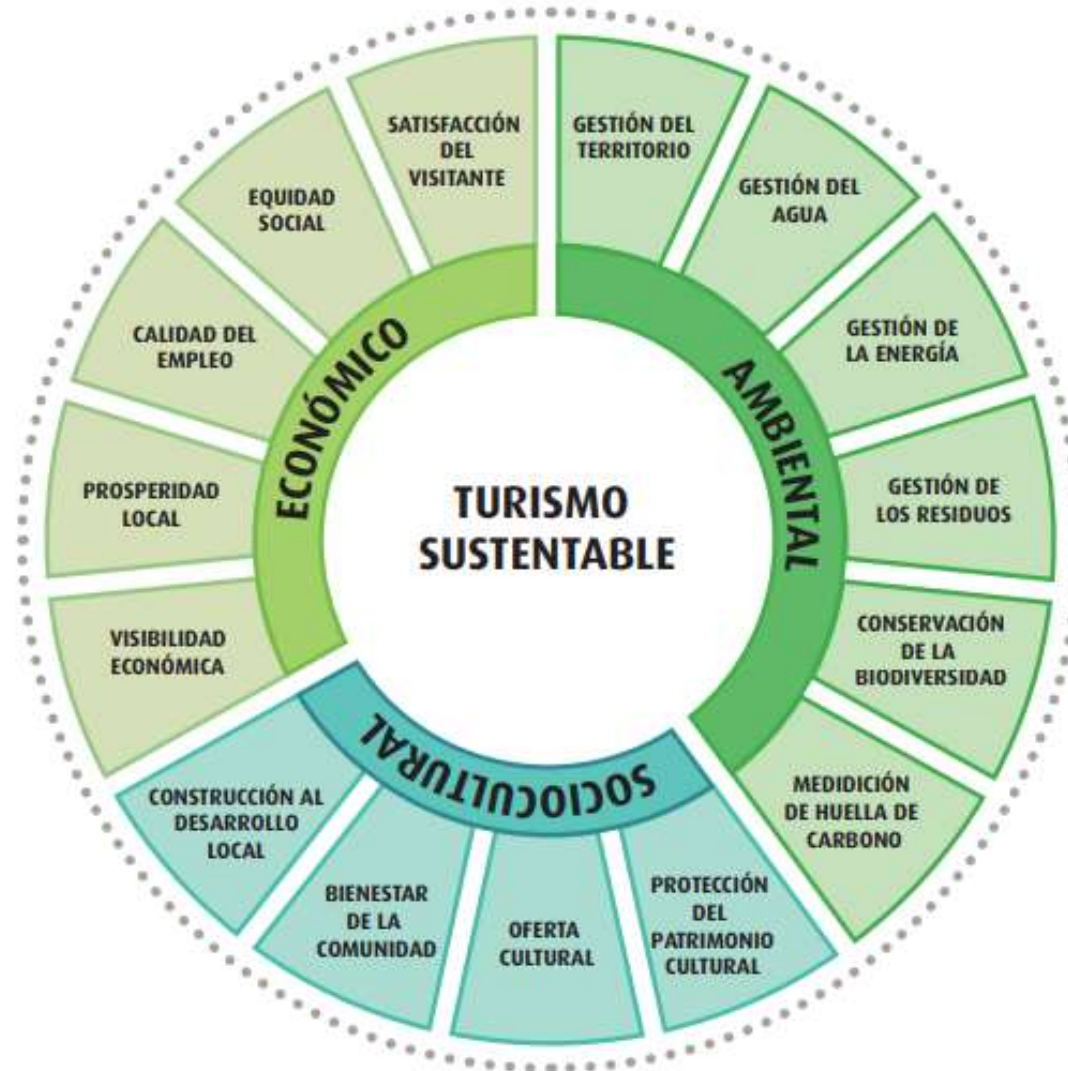 TURISMO
SUSTENTABLE
AMBIENTAL
GESTIÓN DEL
TERRITORIO
GESTIÓN DEL
AGUA
GESTIÓN DE
LA ENERGÍA
GESTIÓN DE
LOS RESIDUOS
CONSERVACIÓN
DE LA
BIODIVERSIDAD
MEDIDICIÓN
DE HUELLA DE
CARBONO
SOCIOCULTURAL
PROTECCIÓN
DEL
PATRIMONIO
CULTURAL
OFERTA
CULTURAL
BIENESTAR
DE LA
COMUNIDAD
CONSTRUCCIÓN AL
DESARROLLO
LOCAL
ECONÓMICO
VISIBILIDAD
ECONÓMICA
PROSPERIDAD
LOCAL
CALIDAD DEL
EMPLEO
EQUIDAD
SOCIAL
SATISFACCIÓN
DEL
VISITANTE